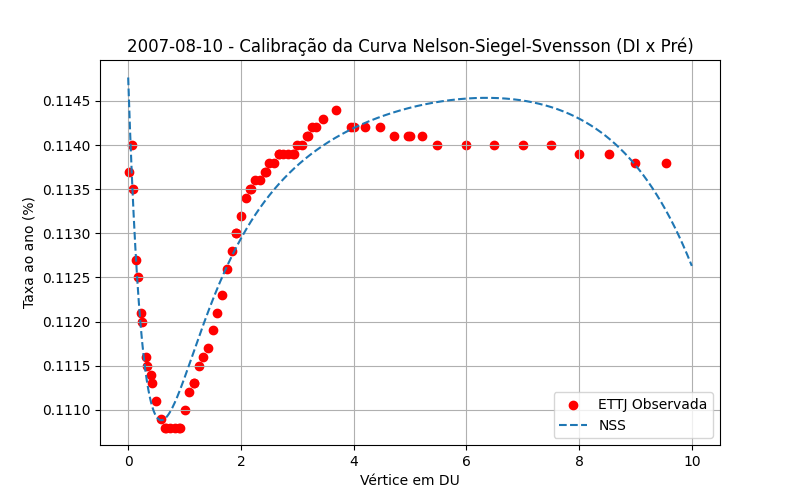 2007-08-10 - Calibração da Curva Nelson-Siegel-Svensson (DI x Pré)
Taxa ao ano (%)
0.1145
0.1140
0.1135
0.1130
0.1125
0.1120
0.1115
0.1110
ETTJ Observada
NSS
0 2 4 6 8 10
Vértice em DU